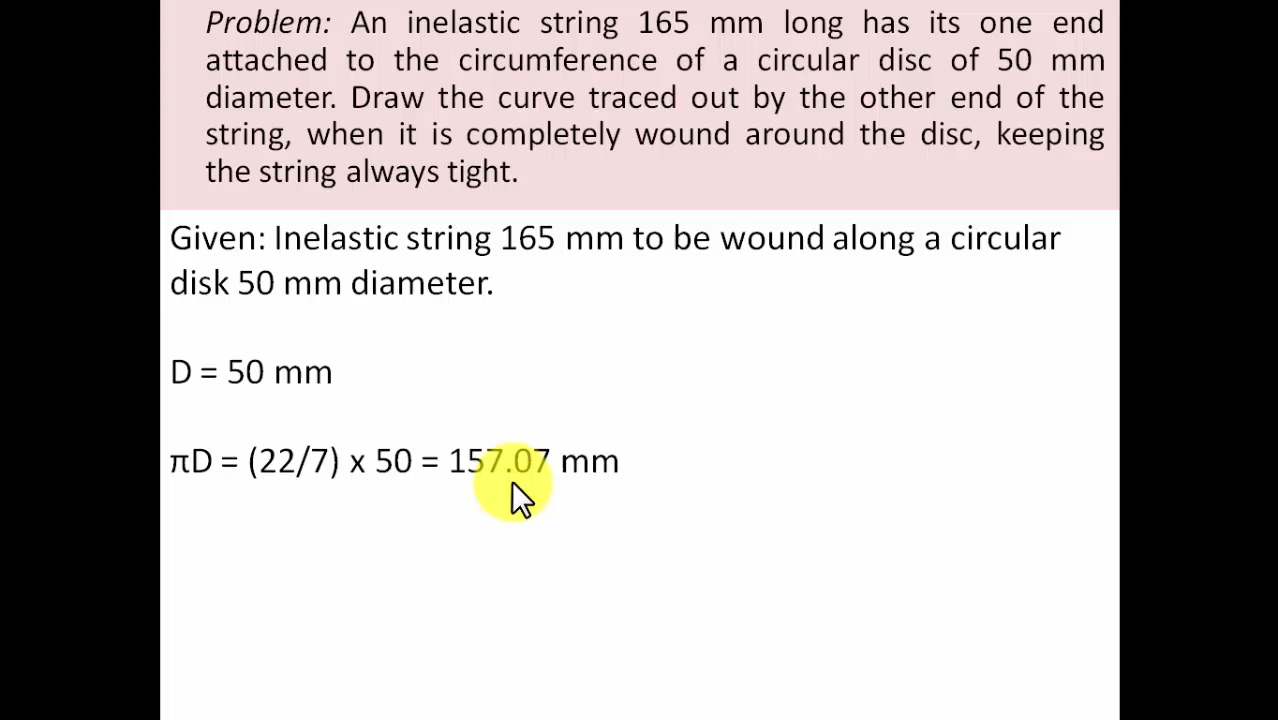 Problem: An inelastic string 165 mm long has its one end
attached to the circumference of a circular disc of 50 mm
diameter. Draw the curve traced out by the other end of the
string, when it is completely wound around the disc, keeping
the string always tight.
Given: Inelastic string 165 mm to be wound along a circular
disk 50 mm diameter.
D = 50 mm
πD = (22/7) x 50 = 157.07 mm